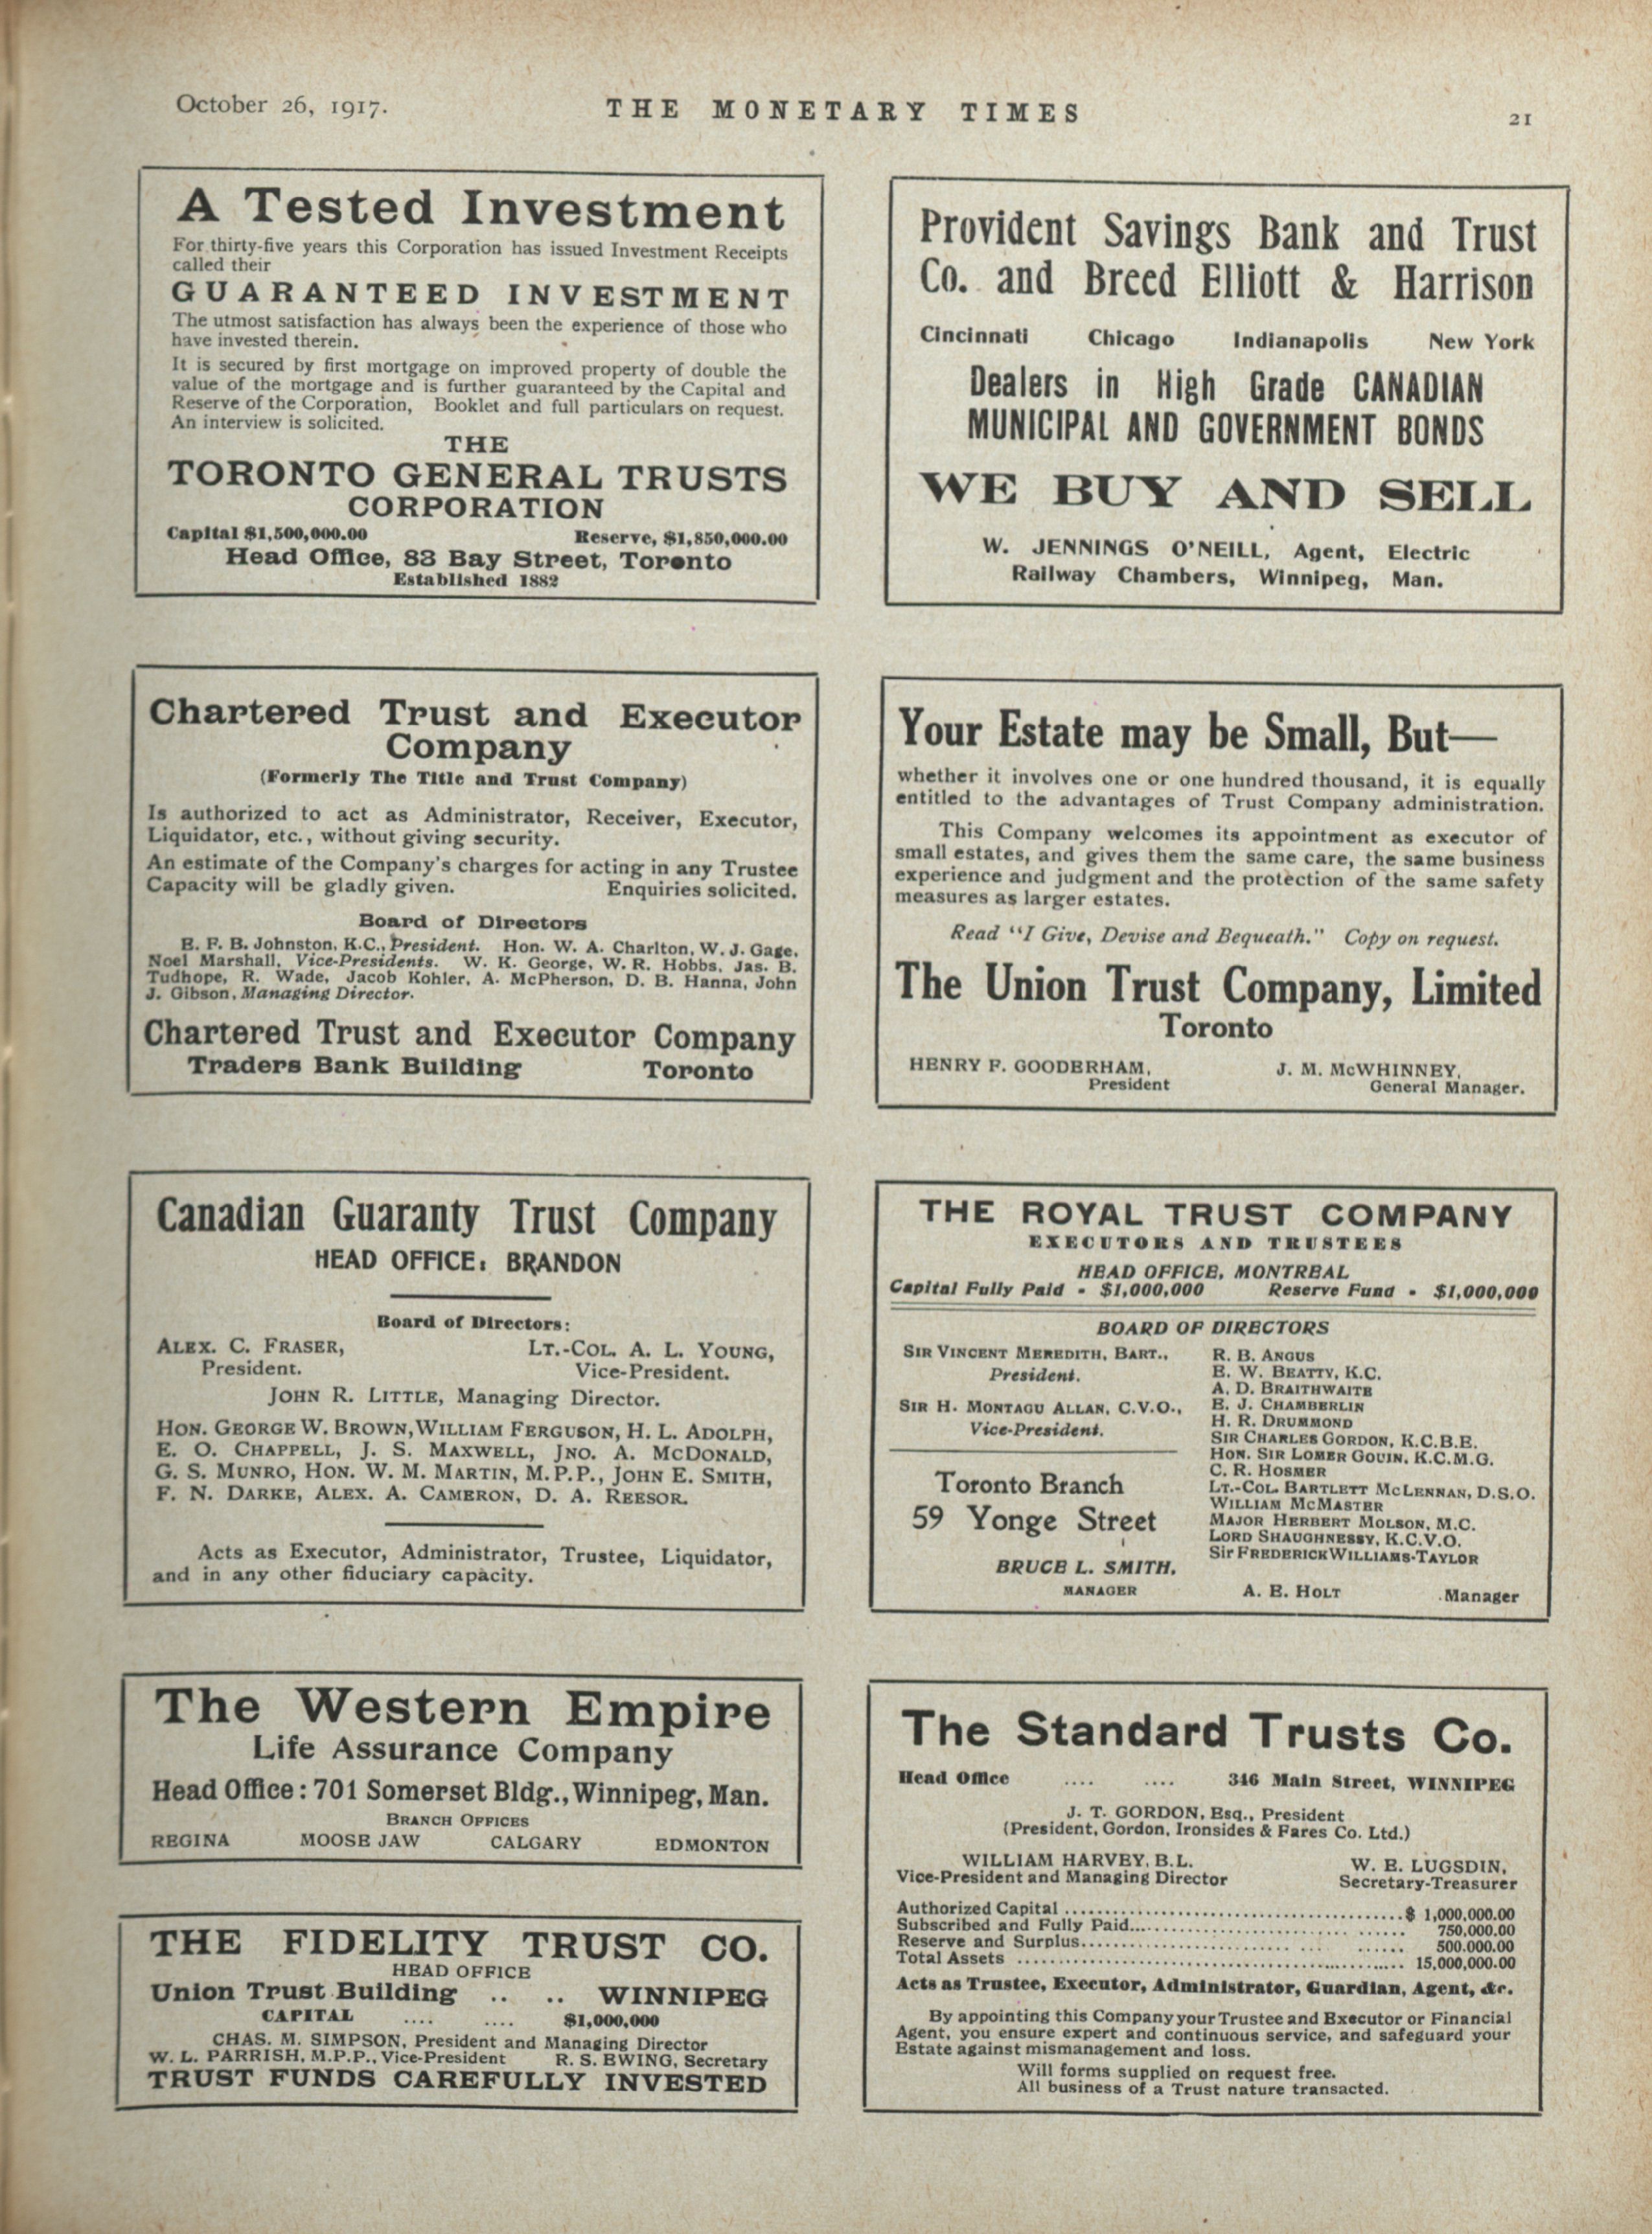 October 26, 1917.
THE MONETARY TIMES
21
A Tested Investment
For thirty-five years this Corporation has issued Investment Receipts
called their
GUARANTEED INVESTMENT
The utmost satisfaction has always been the experience of those who
have invested therein.
It is secured by first mortgage on improved property of double the
value of the mortgage and is further guaranteed by the Capital and
Reserve of the Corporation, Booklet and full particulars on request.
An interview is solicited.
THE
TORONTO GENERAL TRUSTS
CORPORATION
Capital $1,500,000.00 Reserve, $1,850,000.00
Head Office, 83 Bay Street, Toronto
Established 1882
Provident Savings Bank and Trust
Co. and Breed Elliott & Harrison
Cincinnati Chicago Indianapolis New York
Dealers in High Grade CANADIAN
MUNICIPAL AND GOVERNMENT BONDS
WE BUY AND SELL
W. JENNINGS O'NEILL, Agent, Electric
Railway Chambers, Winnipeg, Man.
Chartered Trust and Executor
Company
(Formerly The Title and Trust Company)
Is authorized to act as Administrator, Receiver, Executor,
Liquidator, etc., without giving security.
An estimate of the Company's charges for acting in any Trustee
Capacity will be gladly given. Enquiries solicited.
Board of Directors
E. F. B. Johnston, K.C., President. Hon. W. A. Charlton, W. J. Gage,
Noel Marshall, Vice-Presidents. W. K. George, W. R. Hobbs, Jas. B.
Tudhope, R. Wade, Jacob Kohler, A. McPherson, D. B. Hanna, John
J. Gibson, Managing Director.
Chartered Trust and Executor Company
Traders Bank Building Toronto
Your Estate may be Small, But—
whether it involves one or one hundred thousand, it is equally
entitled to the advantages of Trust Company administration.
This Company welcomes its appointment as executor of
small estates, and gives them the same care, the same business
experience and judgment and the protection of the same safety
measures as larger estates.
Read "I Give, Devise and Bequeath." Copy on request.
The Union Trust Company, Limited
Toronto
HENRY F. GOODERHAM, J. M. McWHINNEY,
President General Manager.
Canadian Guaranty Trust Company
HEAD OFFICE: BRANDON
Board of Directors:
ALEX. C. FRASER, LT.-COL. A. L. YOUNG,
President. Vice-President.
JOHN R. LITTLE, Managing Director.
HON. GEORGE W. BROWN, WILLIAM FERGUSON, H. L. ADOLPH,
E. O. CHAPPELL, J. S. MAXWELL, JNO. A. MCDONALD,
G. S. MUNRO, HON. W. M. MARTIN, M.P.P., JOHN E. SMITH,
F. N. DARKE, ALEX. A. CAMERON, D. A. REESOR.
Acts as Executor, Administrator, Trustee, Liquidator,
and in any other fiduciary capacity.
THE ROYAL TRUST COMPANY
EXECUTORS AND TRUSTEES
HEAD OFFICE, MONTREAL
Capital Fully Paid - $1,000,000 Reserve Fund - $1,000,000
BOARD OF DIRECTORS
SIR VINCENT MEREDITH, BART.,
President.
SIR H. MONTAGU ALLAN, C.V.O.,
Vice-President.
R. B. ANGUS
E. W. BEATTY, K.C.
A. D. BRAITHWAITE
E. J. CHAMBERLIN
H. R. DRUMMOND
SIR CHARLES GORDON, K.C.B.E.
HON. SIR LOMER GOUIN, K.C.M.G.
C. R. HOSMER
LT.-COL. BARTLETT MCLENNAN, D.S.O.
WILLIAM MCMASTER
MAJOR HERBERT MOLSON, M.C.
LORD SHAUGHNESSY, K.C.V.O.
Sir FREDERICK WILLIAMS-TAYLOR
Toronto Branch
59 Yonge Street
BRUCE L. SMITH,
MANAGER
A. E. HOLT Manager
The Western Empire
Life Assurance Company
Head Office: 701 Somerset Bldg., Winnipeg, Man.
BRANCH OFFICES
REGINA MOOSE JAW CALGARY EDMONTON
THE FIDELITY TRUST CO.
HEAD OFFICE
Union Trust Building .. .. WINNIPEG
CAPITAL .... .... $1,000,000
CHAS. M. SIMPSON, President and Managing Director
W. L. PARRISH, M.P.P., Vice-President R. S. EWING, Secretary
TRUST FUNDS CAREFULLY INVESTED
The Standard Trusts Co.
Head Office .... .... 346 Main Street, WINNIPEG
J. T. GORDON, Esq., President
(President, Gordon, Ironsides & Fares Co. Ltd.)
WILLIAM HARVEY, B.L. W. E. LUGSDIN,
Vice-President and Managing Director Secretary-Treasurer
Authorized Capital ........ $ 1,000,000.00
Subscribed and Fully Paid........ 750,000.00
Reserve and Surplus........ 500.000.00
Total Assets ........ 15,000,000.00
Acts as Trustee, Executor, Administrator, Guardian, Agent, &c.
By appointing this Company your Trustee and Executor or Financial
Agent, you ensure expert and continuous service, and safeguard your
Estate against mismanagement and loss.
Will forms supplied on request free.
All business of a Trust nature transacted.